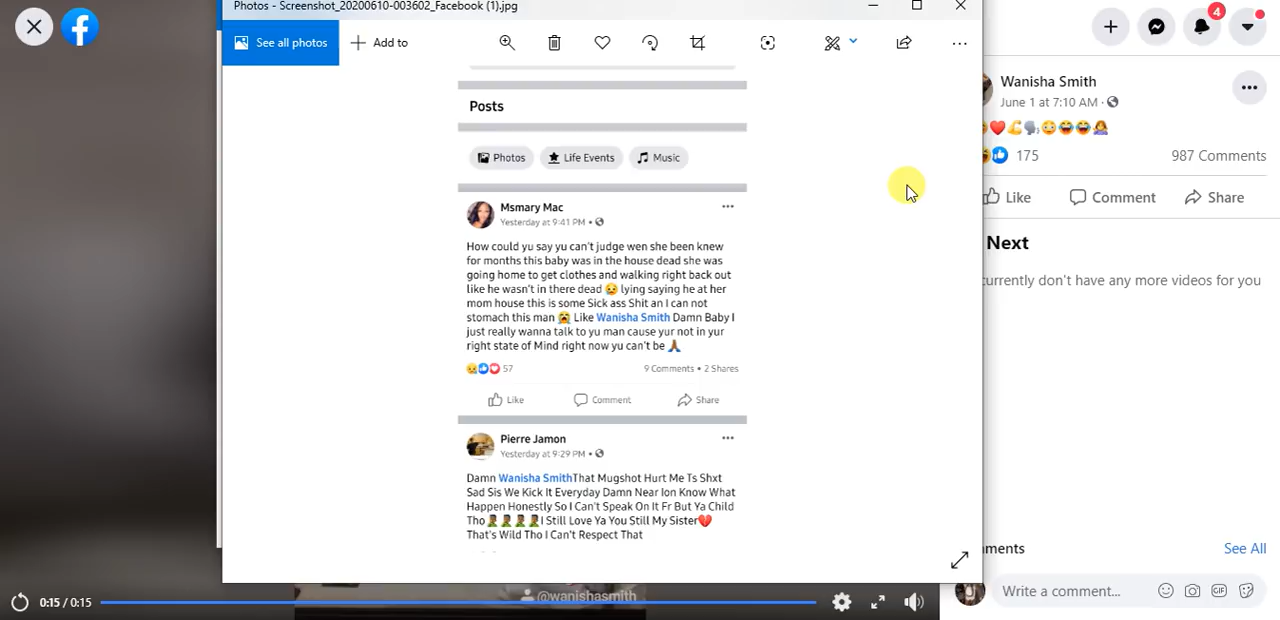 Photos - Screenshot_20200610-003602_Facebook (1).jpg
See all photos
Add to
4
Posts
Photos
Life Events
Music
Msmary Mac
Yesterday at 9:41 PM •
How could yu say yu can't judge wen she been knew
for months this baby was in the house dead she was
going home to get clothes and walking right back out
like he wasn't in there dead 😥 lying saying he at her
mom house this is some Sick ass Shit an I can not
stomach this man 😭 Like Wanisha Smith Damn Baby I
just really wanna talk to yu man cause yur not in yur
right state of Mind right now yu can't be 🙏🏾
57
9 Comments • 2 Shares
Like
Comment
Share
Pierre Jamon
Yesterday at 9:29 PM •
Damn Wanisha SmithThat Mugshot Hurt Me Ts Shxt
Sad Sis We Kick It Everyday Damn Near Ion Know What
Happen Honestly So I Can't Speak On It Fr But Ya Child
Tho🤦🏾‍♂️🤦🏾‍♂️🤦🏾‍♂️🤦🏾‍♂️I Still Love Ya You Still My Sister💔
That's Wild Tho I Can't Respect That
Wanisha Smith
June 1 at 7:10 AM ·
❤️💪🗣️😳😂😂🤷‍♀️
175
987 Comments
Like
Comment
Share
Next
currently don't have any more videos for you
mments
See All
Write a comment...
GIF
0:15 / 0:15
@wanishasmith